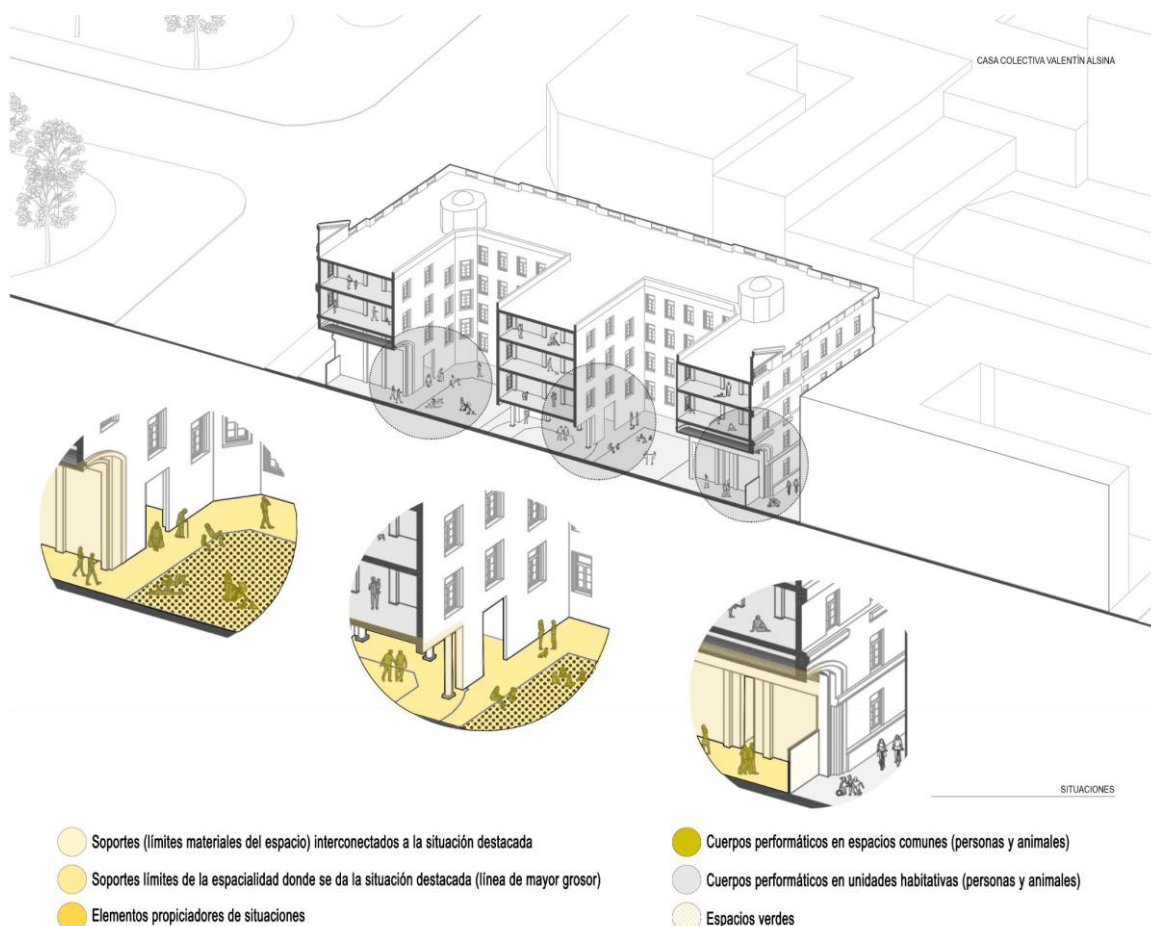 CASA COLECTIVA VALENTÍN ALSINA
SITUACIONES
Soportes (límites materiales del espacio) interconectados a la situación destacada
Soportes límites de la espacialidad donde se da la situación destacada (línea de mayor grosor)
Elementos propiciadores de situaciones
Cuerpos performáticos en espacios comunes (personas y animales)
Cuerpos performáticos en unidades habitativas (personas y animales)
Espacios verdes